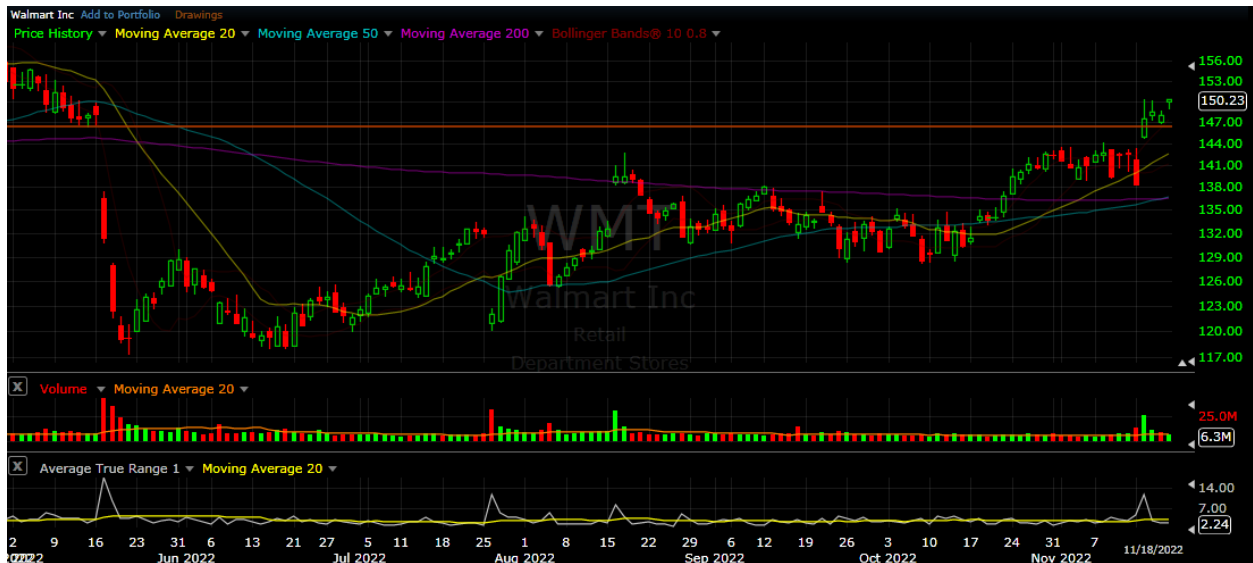 Walmart Inc Add to Portfolio Drawings
Price History Moving Average 20 Moving Average 50 Moving Average 200 Bollinger Bands® 10 0.8
156.00
153.00
150.23
147.00
144.00
141.00
138.00
135.00
132.00
129.00
126.00
123.00
120.00
117.00
WMT
Walmart Inc
Retail
Department Stores
X Volume Moving Average 20
25.0M
6.3M
X Average True Range 1 Moving Average 20
14.00
7.00
2.24
2 9 16 23 31 6 13 21 27 5 11 18 25 1 8 15 22 29 6 12 19 26 3 10 17 24 31 7 11/18/2022
Jun 2022 Jul 2022 Aug 2022 Sep 2022 Oct 2022 Nov 2022